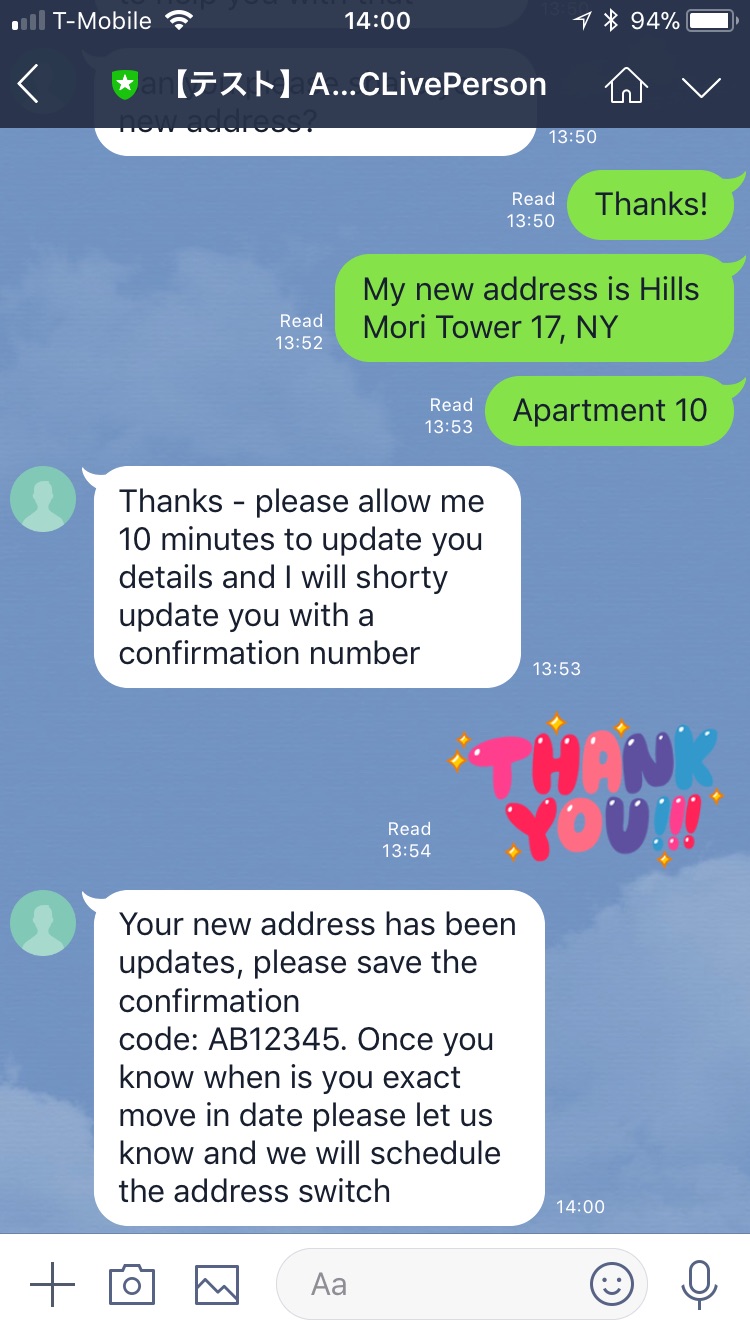 T-Mobile 14:00 94%
【テスト】A...CLivePerson
new address?
13:50
Read
13:50
Thanks!
My new address is Hills
Mori Tower 17, NY
Read
13:52
Apartment 10
Read
13:53
Thanks - please allow me
10 minutes to update you
details and I will shorty
update you with a
confirmation number
13:53
THANK
YOU!!!
Read
13:54
Your new address has been
updates, please save the
confirmation
code: AB12345. Once you
know when is you exact
move in date please let us
know and we will schedule
the address switch
14:00
Aa